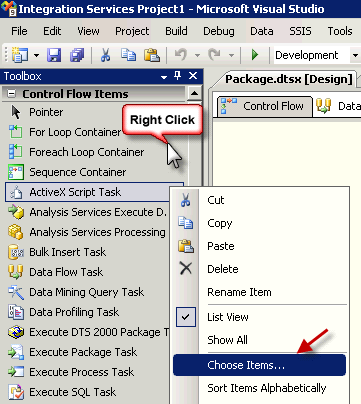 Integration Services Project1 - Microsoft Visual Studio
File Edit View Project Build Debug Data SSIS Tools
Development
Toolbox
Package.dtsx [Design]
Control Flow Items
Control Flow
Data
Pointer
For Loop Container
Right Click
Foreach Loop Container
Sequence Container
ActiveX Script Task
Analysis Services Execute D.
Analysis Services Processing
Bulk Insert Task
Data Flow Task
Data Mining Query Task
Data Profiling Task
Execute DTS 2000 Package T
Execute Package Task
Execute Process Task
Execute SQL Task
Cut
Copy
Paste
Delete
Rename Item
List View
Show All
Choose Items...
Sort Items Alphabetically